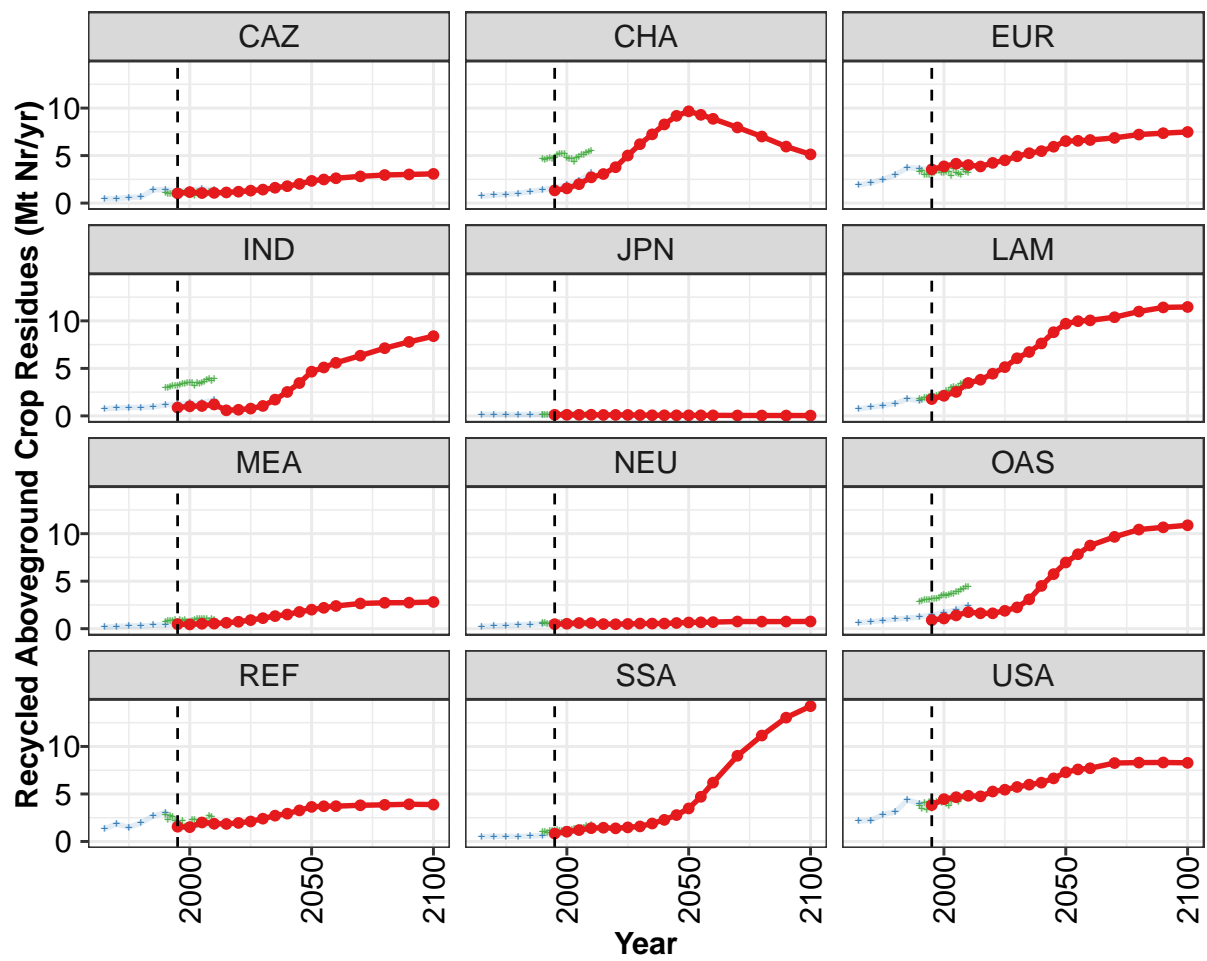 CAZ CHA EUR
10
5
0
IND JPN LAM
10
5
0
MEA NEU OAS
10
5
0
REF SSA USA
10
5
0
2000 2050 2100 2000 2050 2100 2000 2050 2100
Year
Recycled Aboveground Crop Residues (Mt Nr/yr)